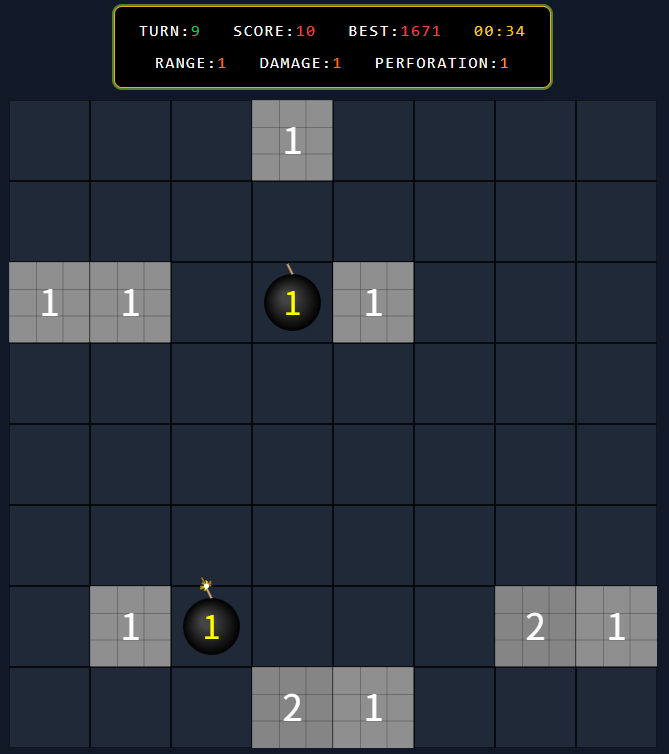 TURN:9 SCORE:10 BEST:1671 00:34
RANGE:1 DAMAGE:1 PERFORATION:1
1
1 1 1 1
1 1 2 1
2 1